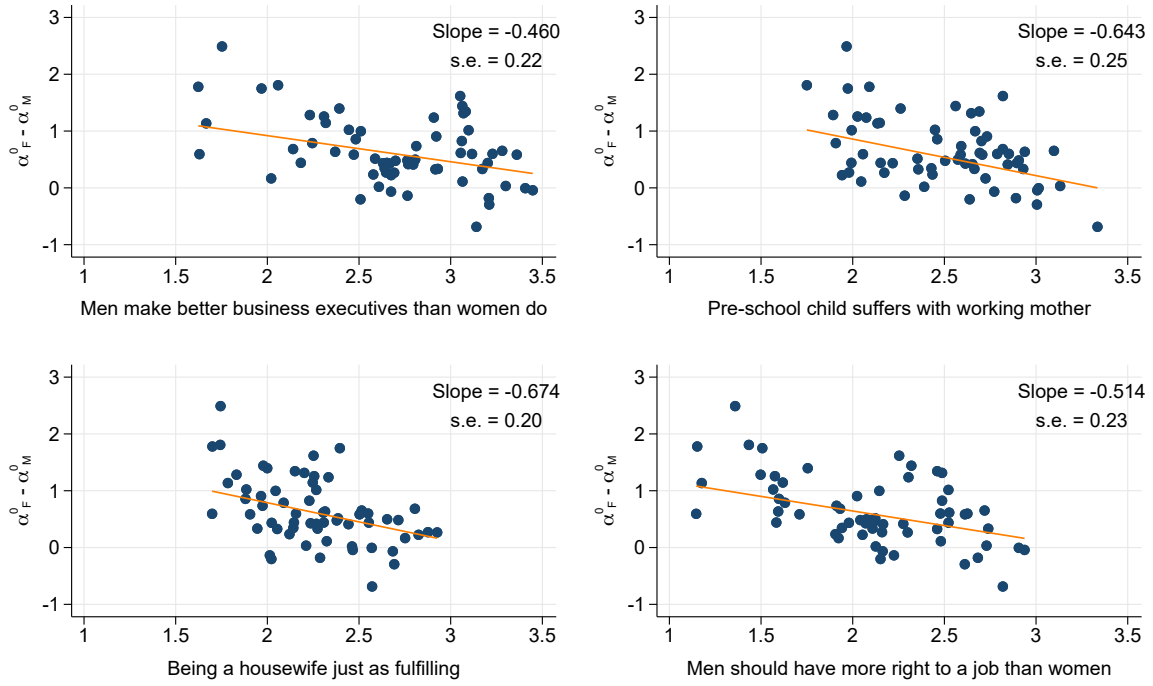 Slope = -0.460
s.e. = 0.22
3
2
1
0
-1
α⁰F - α⁰M
1 1.5 2 2.5 3 3.5
Men make better business executives than women do
Slope = -0.643
s.e. = 0.25
3
2
1
0
-1
α⁰F - α⁰M
1 1.5 2 2.5 3 3.5
Pre-school child suffers with working mother
Slope = -0.674
s.e. = 0.20
3
2
1
0
-1
α⁰F - α⁰M
1 1.5 2 2.5 3 3.5
Being a housewife just as fulfilling
Slope = -0.514
s.e. = 0.23
3
2
1
0
-1
α⁰F - α⁰M
1 1.5 2 2.5 3 3.5
Men should have more right to a job than women